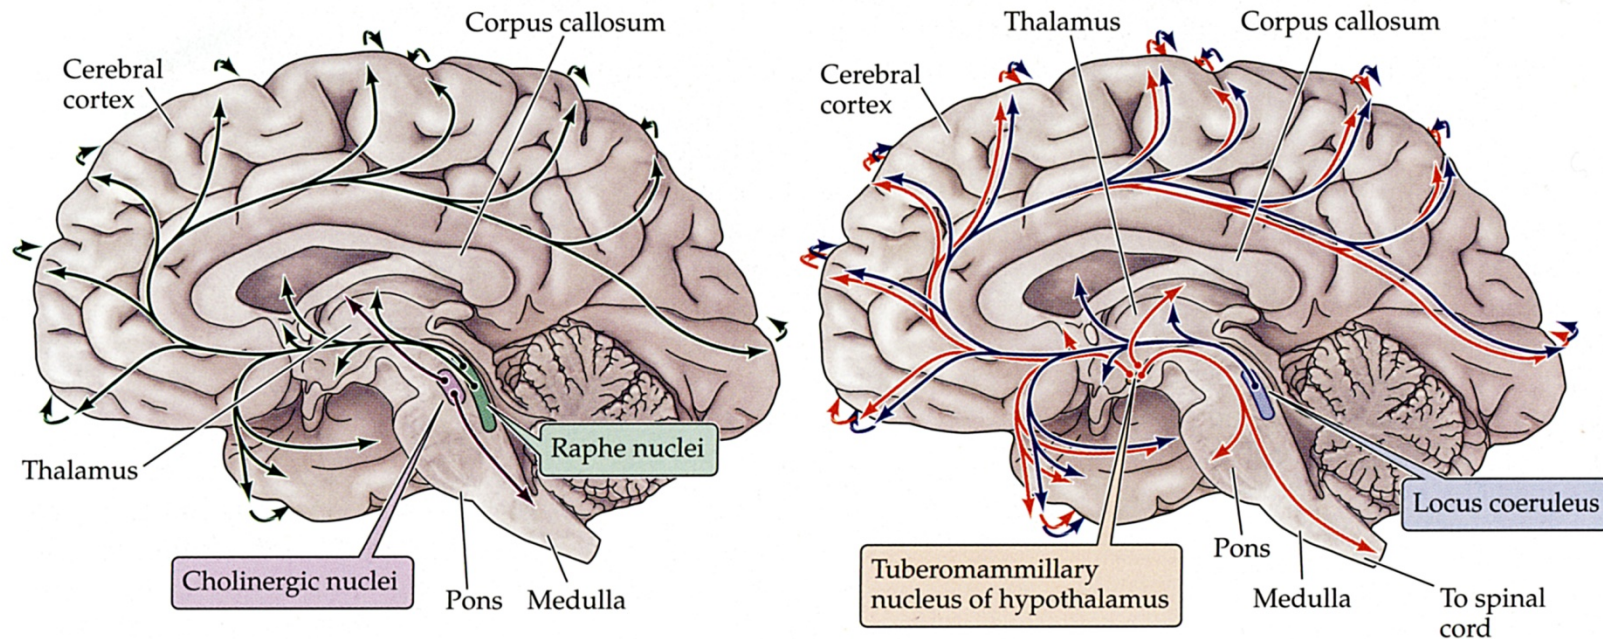 Corpus callosum
Cerebral
cortex
Thalamus
Raphe nuclei
Cholinergic nuclei
Pons
Medulla
Thalamus
Corpus callosum
Cerebral
cortex
Locus coeruleus
Tuberomammillary
nucleus of hypothalamus
Pons
Medulla
To spinal
cord